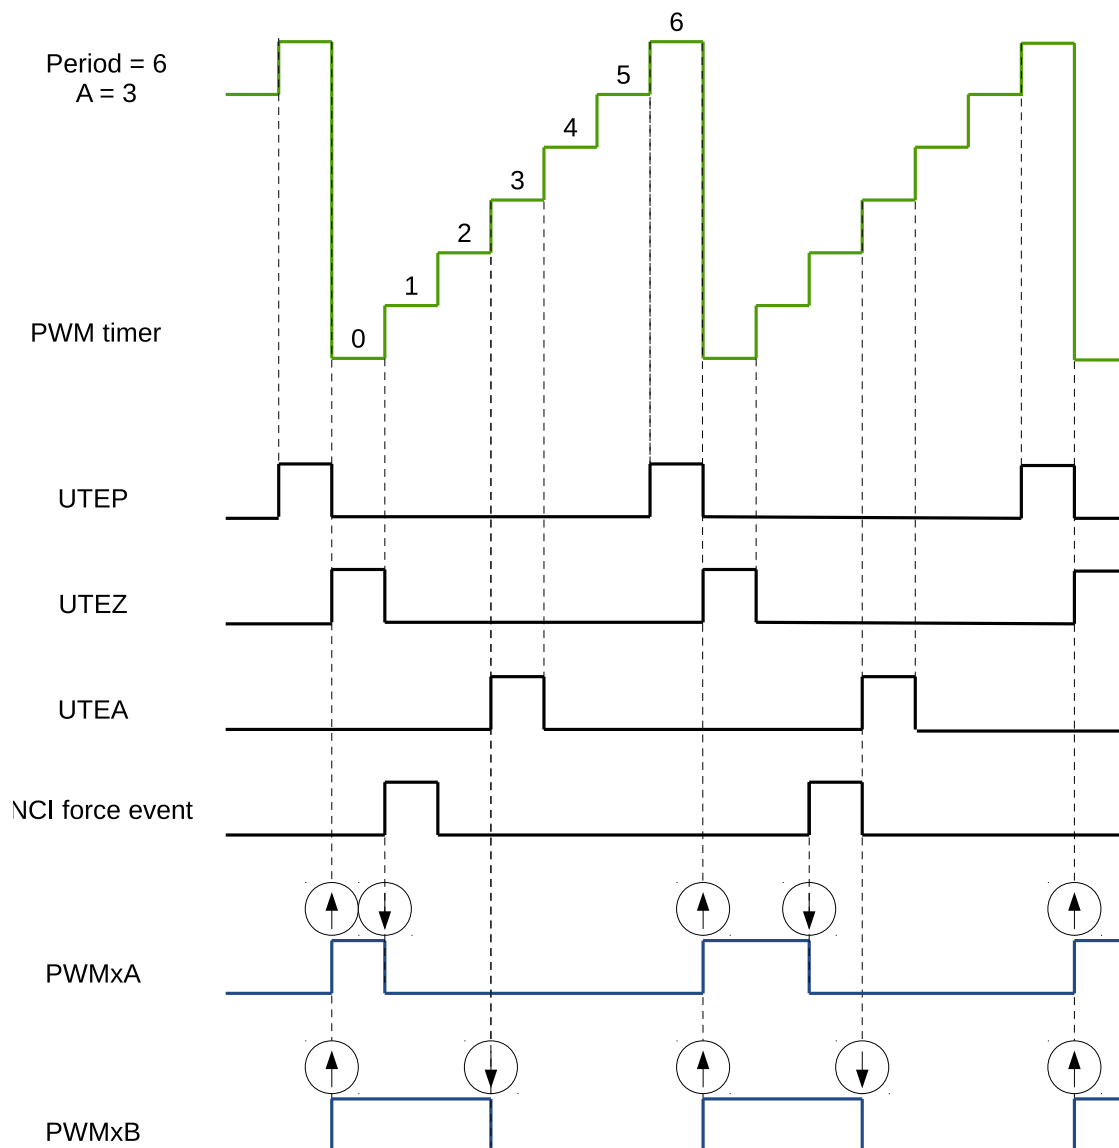 6
Period = 6
A = 3
5
4
3
2
1
PWM timer
0
UTEP
UTEZ
UTEA
NCI force event
PWMxA
PWMxB